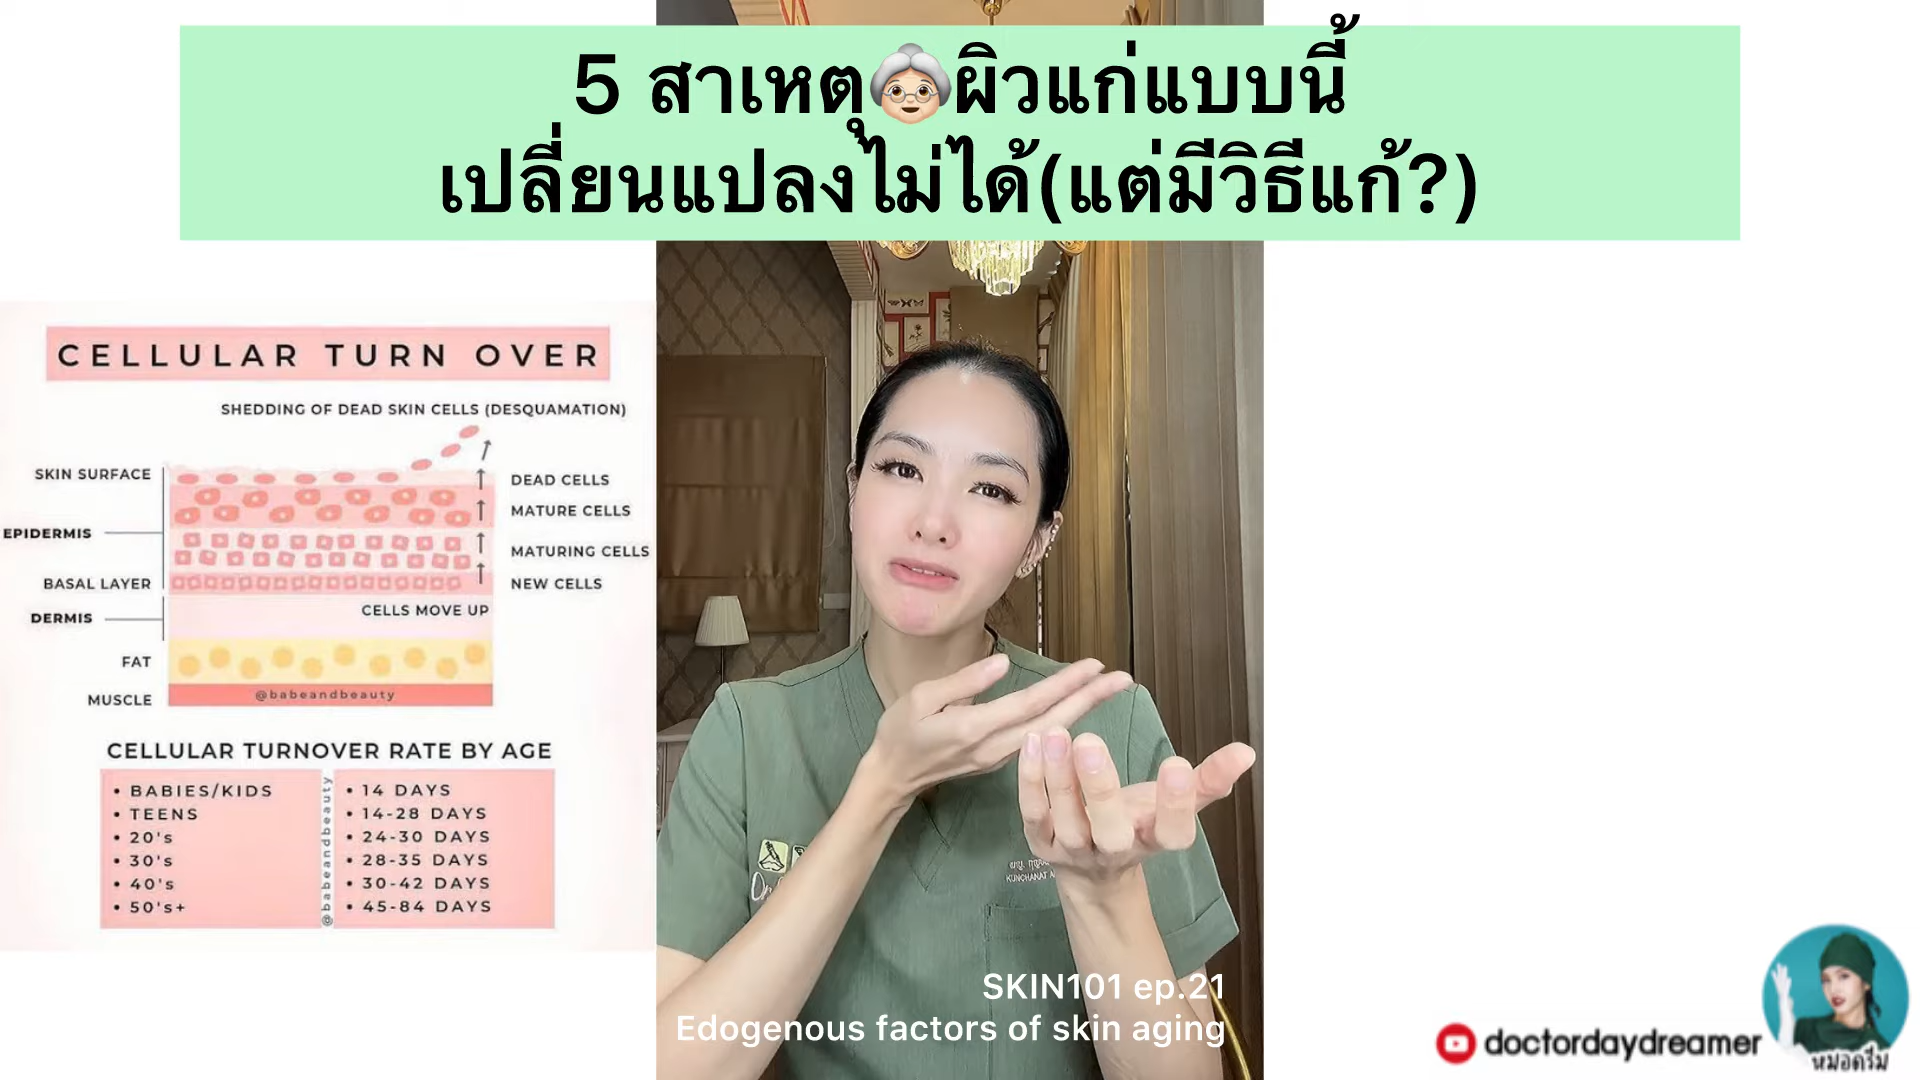 5 สาเหตุ👵🏻ผิวแก่แบบนี้
เปลี่ยนแปลงไม่ได้(แต่มีวิธีแก้?)
CELLULAR TURN OVER
SHEDDING OF DEAD SKIN CELLS (DESQUAMATION)
SKIN SURFACE
DEAD CELLS
MATURE CELLS
EPIDERMIS
MATURING CELLS
BASAL LAYER
NEW CELLS
CELLS MOVE UP
DERMIS
FAT
MUSCLE
@babeandbeauty
CELLULAR TURNOVER RATE BY AGE
• BABIES/KIDS • 14 DAYS
• TEENS • 14-28 DAYS
• 20's • 24-30 DAYS
• 30's • 28-35 DAYS
• 40's • 30-42 DAYS
• 50's+ • 45-84 DAYS
@babeandbeauty
KUNCHANAT
SKIN101 ep.21
Edogenous factors of skin aging
doctordaydreamer
หมอดรีม